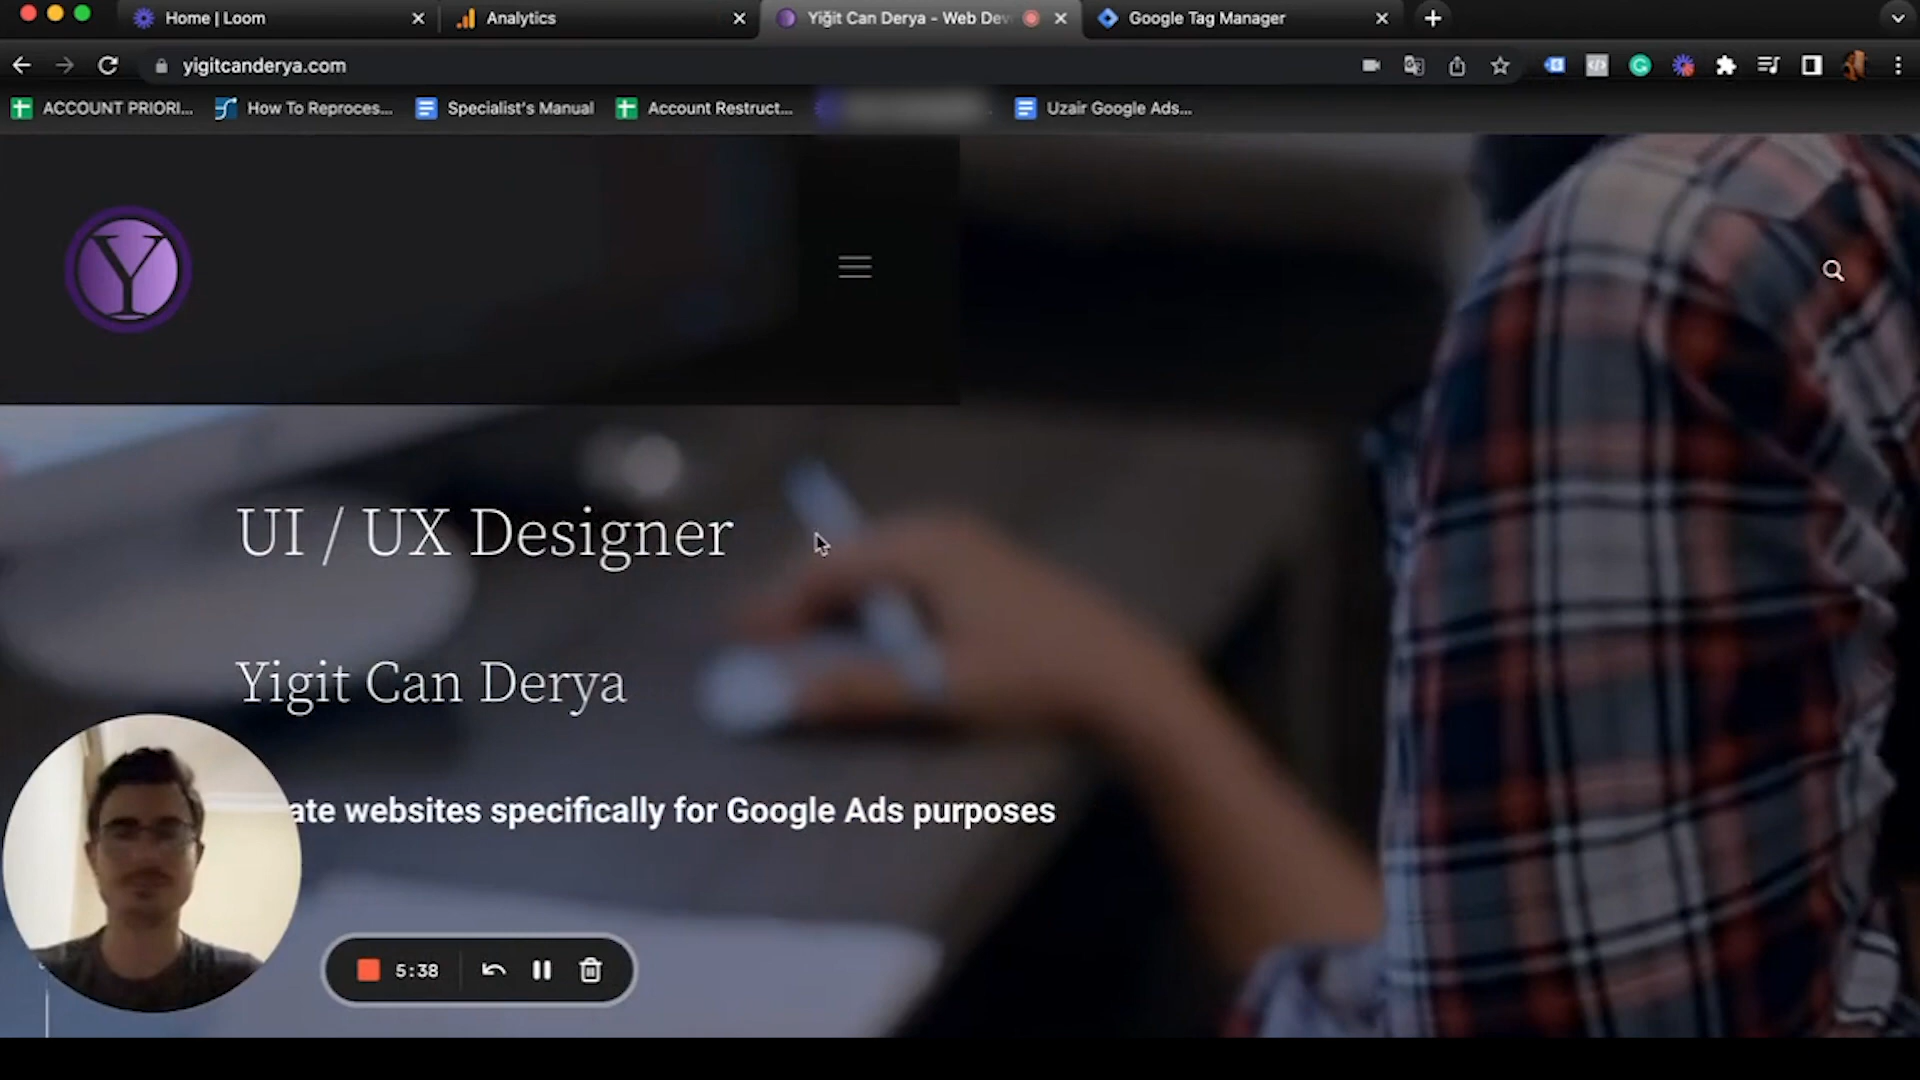 Home | Loom
Analytics
Yiğit Can Derya - Web Dev
Google Tag Manager
yigitcanderya.com
ACCOUNT PRIORI...
How To Reproces...
Specialist's Manual
Account Restruct...
Uzair Google Ads...
Y
UI / UX Designer
Yigit Can Derya
ate websites specifically for Google Ads purposes
5:38